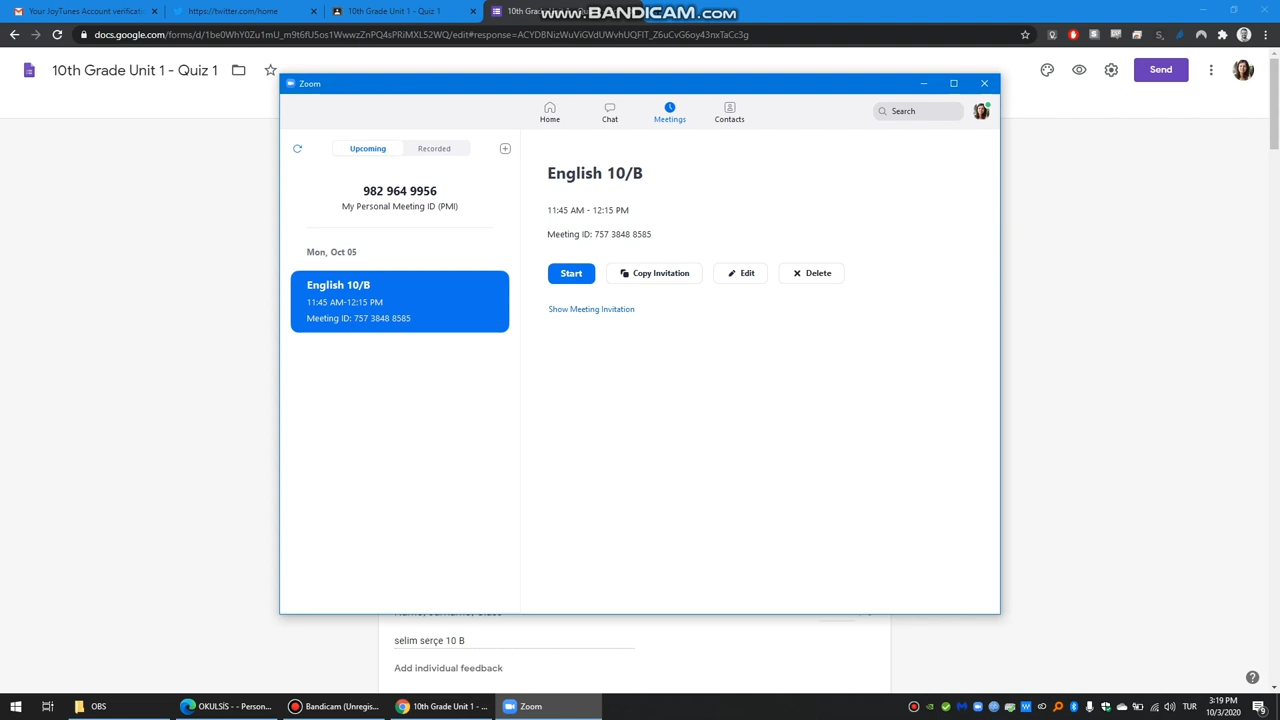 www.BANDICAM.com
Your JoyTunes Account verificati
https://twitter.com/home
10th Grade Unit 1 - Quiz 1
10th Grade Un
docs.google.com/forms/d/1be0WhY0Zu1mU_m9t6fU5os1WwwzZnPQ4sPRiMXL52WQ/edit#response=ACYDBNizWuViGVdUWvhUQFIT_Z6uCvG6oy43nxTaCc3g
10th Grade Unit 1 - Quiz 1
Send
Zoom
Home
Chat
Meetings
Contacts
Search
Upcoming
Recorded
982 964 9956
My Personal Meeting ID (PMI)
Mon, Oct 05
English 10/B
11:45 AM-12:15 PM
Meeting ID: 757 3848 8585
English 10/B
11:45 AM - 12:15 PM
Meeting ID: 757 3848 8585
Start
Copy Invitation
Edit
Delete
Show Meeting Invitation
selim serçe 10 B
Add individual feedback
OBS
OKULSİS - - Person...
Bandicam (Unregis...
10th Grade Unit 1 - ...
Zoom
TUR
3:19 PM
10/3/2020